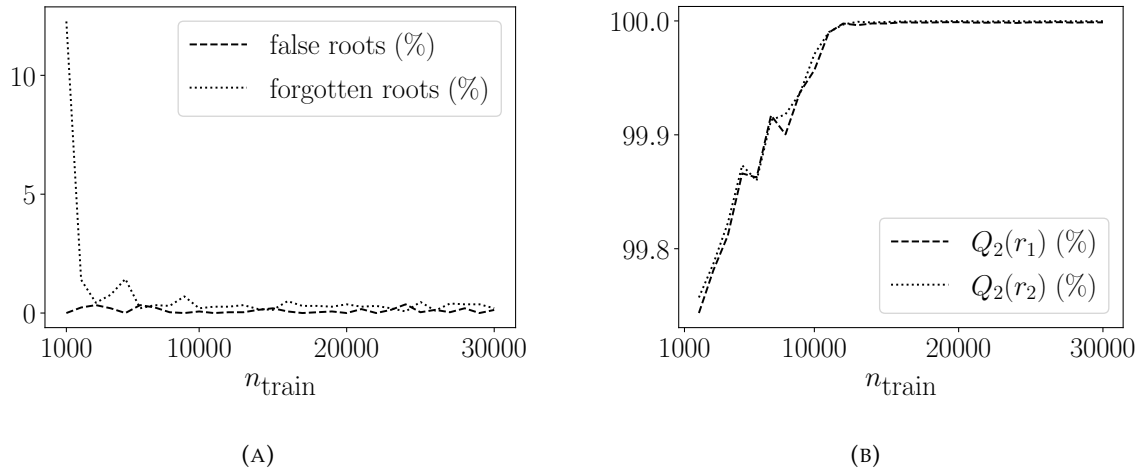 10
5
0
false roots (%)
forgotten roots (%)
1000 10000 20000 30000
n_train
(A)
100.0
99.9
99.8
Q_2(r_1) (%)
Q_2(r_2) (%)
1000 10000 20000 30000
n_train
(B)